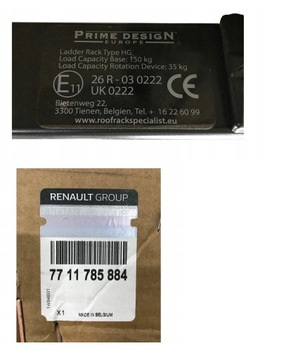 PRIME DESIGN
EUROPE
Ladder Rack Type HG
Load Capacity Base: 150 kg
Load Capacity Rotation Device: 35 kg
E11 26 R - 03 0222 CE
UK 0222
Bietenweg 22,
3300 Tienen, Belgien, Tel. + 16 22 60 99
www.roofrackspecialist.eu
RENAULT GROUP
77 11 785 884
X 1 MADE IN BELGIUM